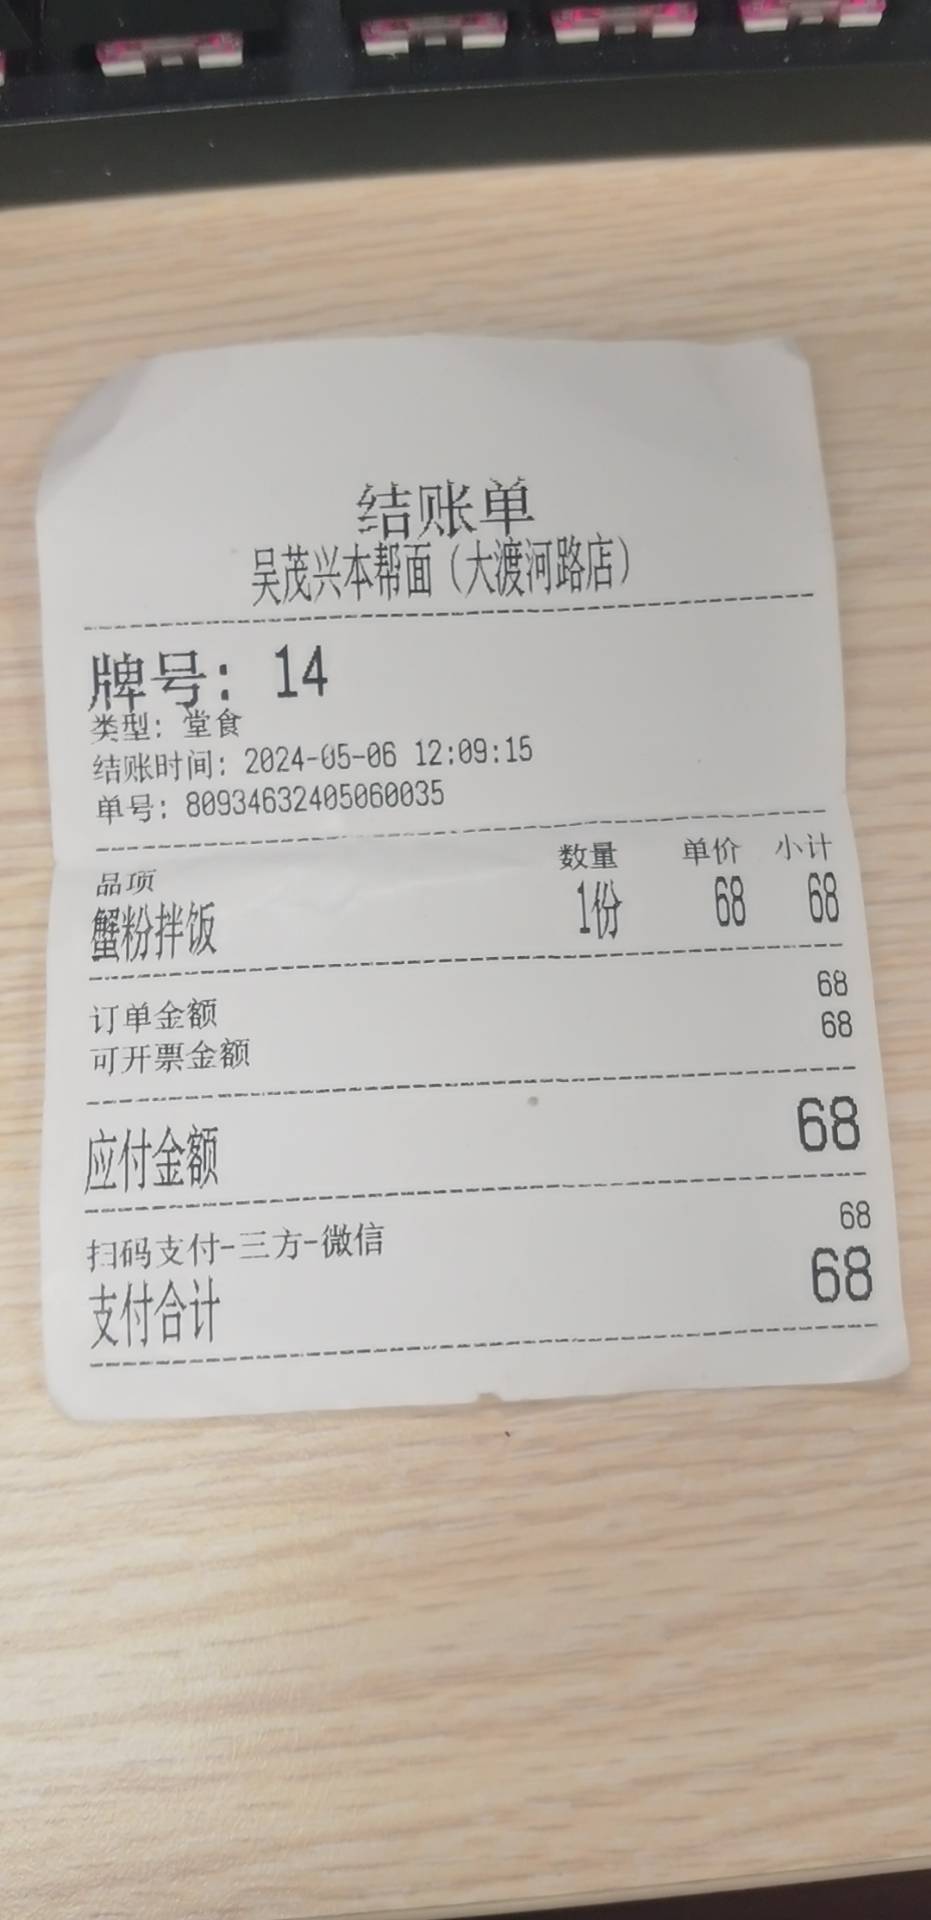 结账单
吴茂兴本帮面（大渡河路店）
牌号：14
类型：堂食
结账时间：2024-05-06 12:09:15
单号：80934632405060035
品项 数量 单价 小计
蟹粉拌饭 1份 68 68
订单金额 68
可开票金额 68
应付金额 68
扫码支付-三方-微信 68
支付合计 68